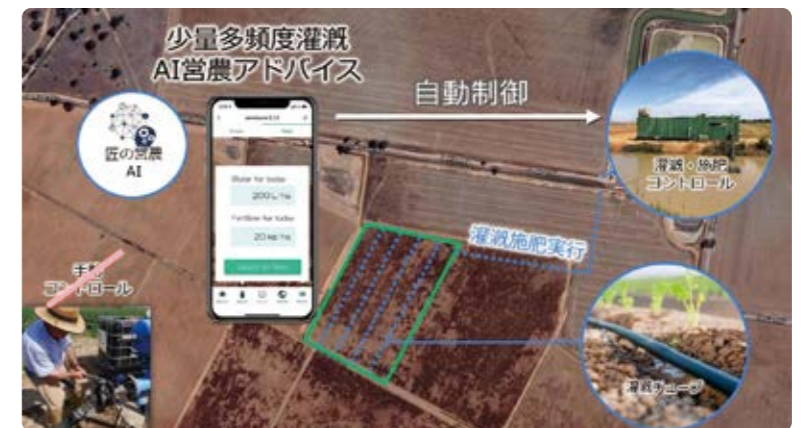 少量多頻度灌漑
AI営農アドバイス
自動制御
匠の営農
AI
Water for today
200 L/ha
Fertilizer for today
20 kg/ha
灌漑・施肥
コントロール
灌漑施肥実行
手動
コントロール
灌漑チューブ